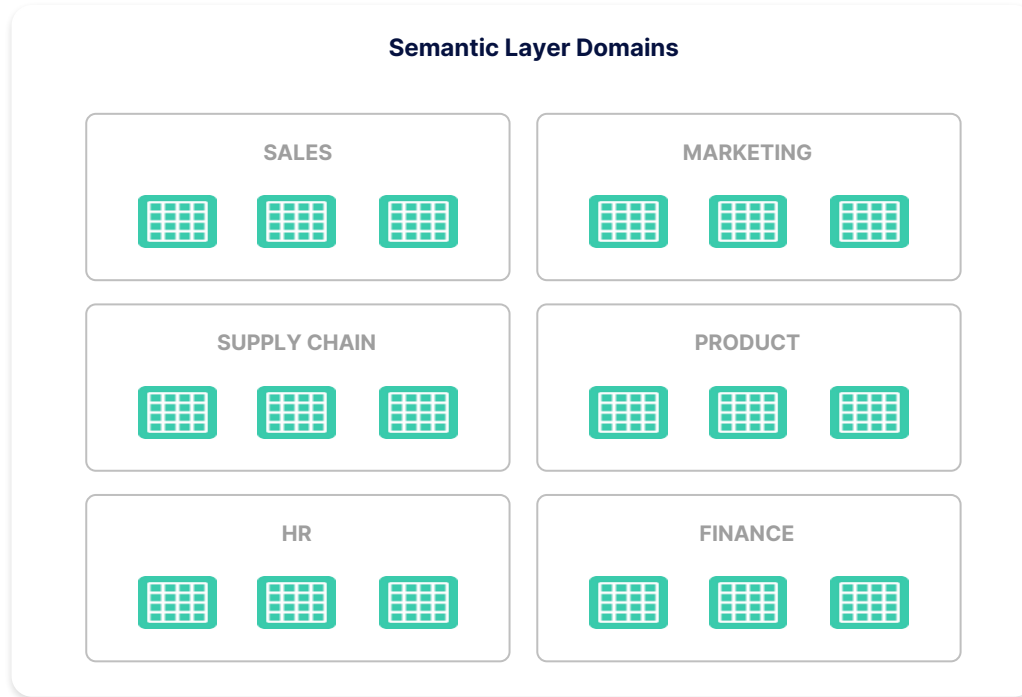 Semantic Layer Domains
SALES
MARKETING
SUPPLY CHAIN
PRODUCT
HR
FINANCE